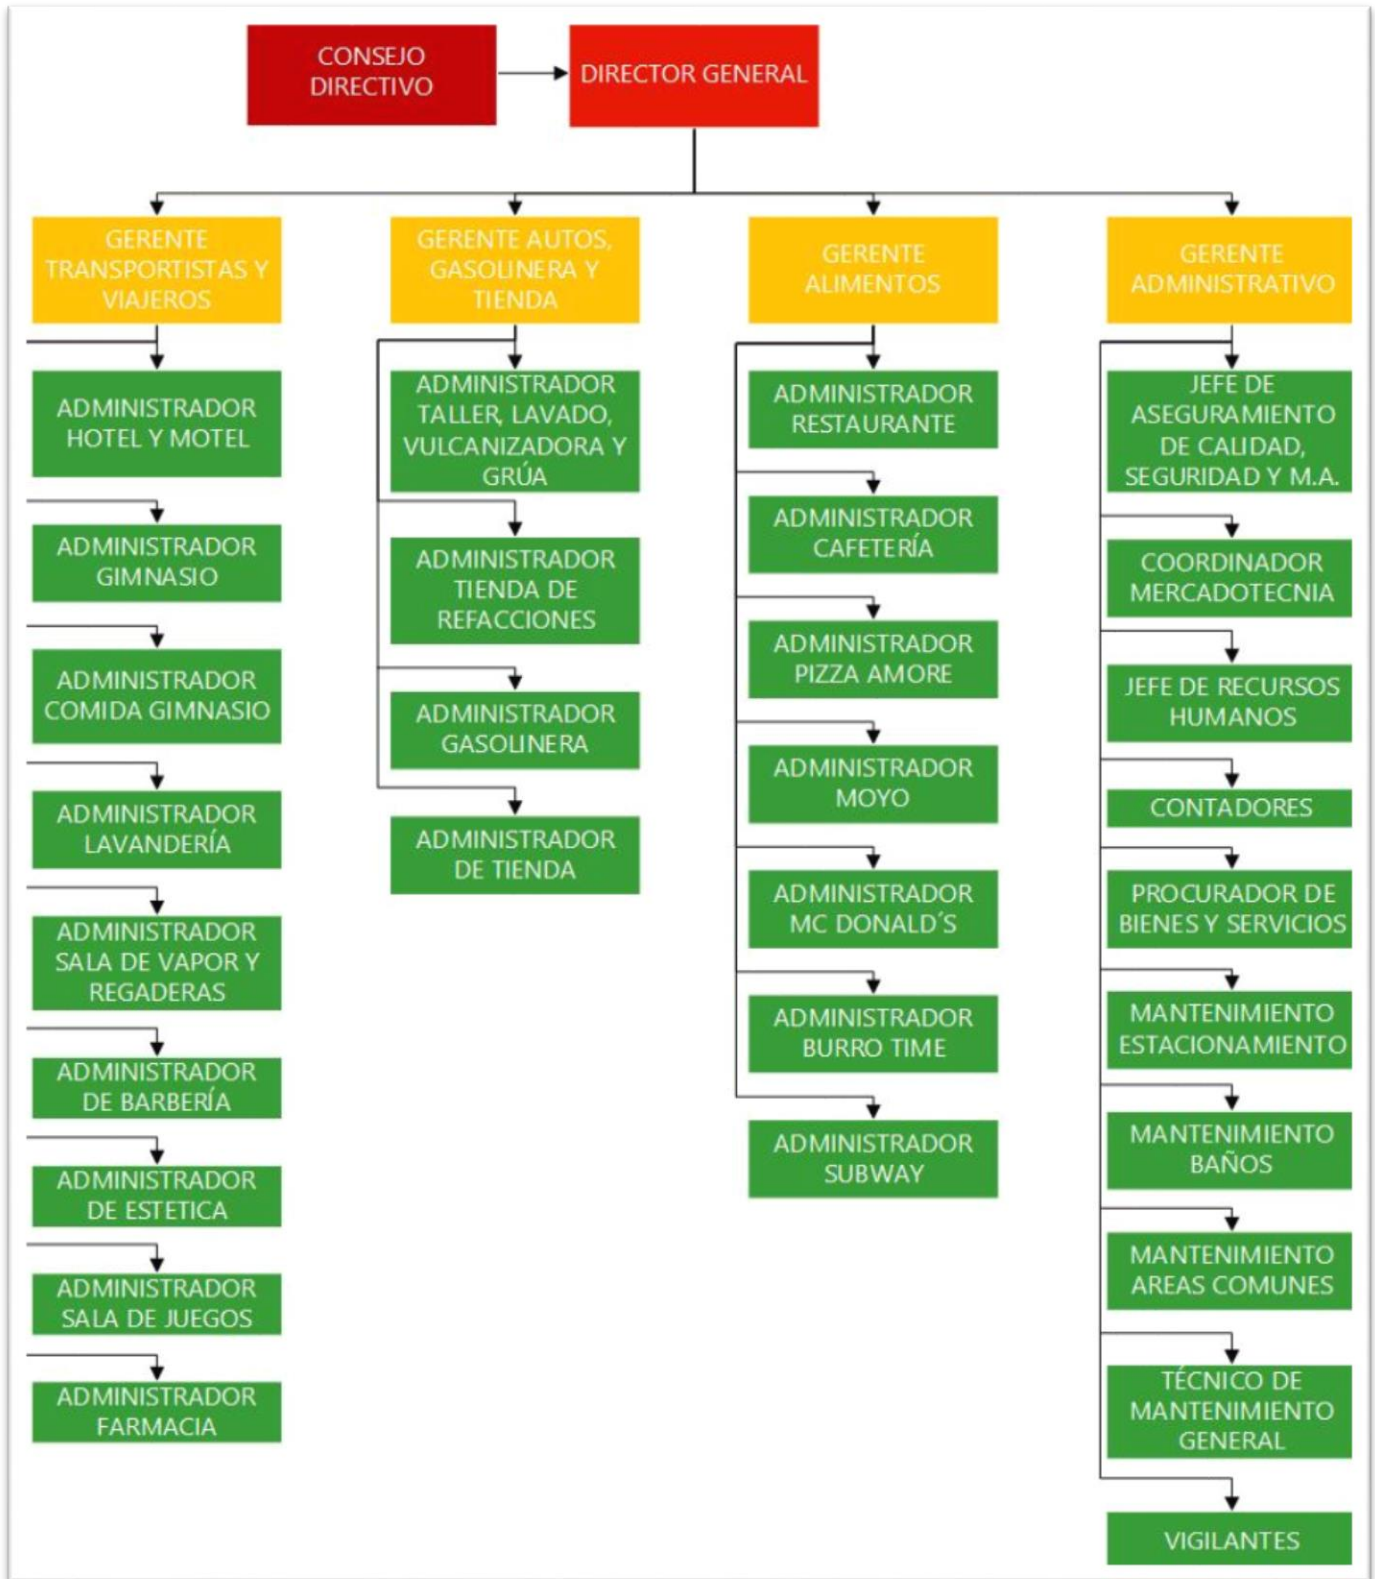 CONSEJO
DIRECTIVO
DIRECTOR GENERAL
GERENTE
TRANSPORTISTAS Y
VIAJEROS
ADMINISTRADOR
HOTEL Y MOTEL
ADMINISTRADOR
GIMNASIO
ADMINISTRADOR
COMIDA GIMNASIO
ADMINISTRADOR
LAVANDERÍA
ADMINISTRADOR
SALA DE VAPOR Y
REGADERAS
ADMINISTRADOR
DE BARBERÍA
ADMINISTRADOR
DE ESTETICA
ADMINISTRADOR
SALA DE JUEGOS
ADMINISTRADOR
FARMACIA
GERENTE AUTOS,
GASOLINERA Y
TIENDA
ADMINISTRADOR
TALLER, LAVADO,
VULCANIZADORA Y
GRÚA
ADMINISTRADOR
TIENDA DE
REFACCIONES
ADMINISTRADOR
GASOLINERA
ADMINISTRADOR
DE TIENDA
GERENTE
ALIMENTOS
ADMINISTRADOR
RESTAURANTE
ADMINISTRADOR
CAFETERÍA
ADMINISTRADOR
PIZZA AMORE
ADMINISTRADOR
MOYO
ADMINISTRADOR
MC DONALD´S
ADMINISTRADOR
BURRO TIME
ADMINISTRADOR
SUBWAY
GERENTE
ADMINISTRATIVO
JEFE DE
ASEGURAMIENTO
DE CALIDAD,
SEGURIDAD Y M.A.
COORDINADOR
MERCADOTECNIA
JEFE DE RECURSOS
HUMANOS
CONTADORES
PROCURADOR DE
BIENES Y SERVICIOS
MANTENIMIENTO
ESTACIONAMIENTO
MANTENIMIENTO
BAÑOS
MANTENIMIENTO
AREAS COMUNES
TÉCNICO DE
MANTENIMIENTO
GENERAL
VIGILANTES